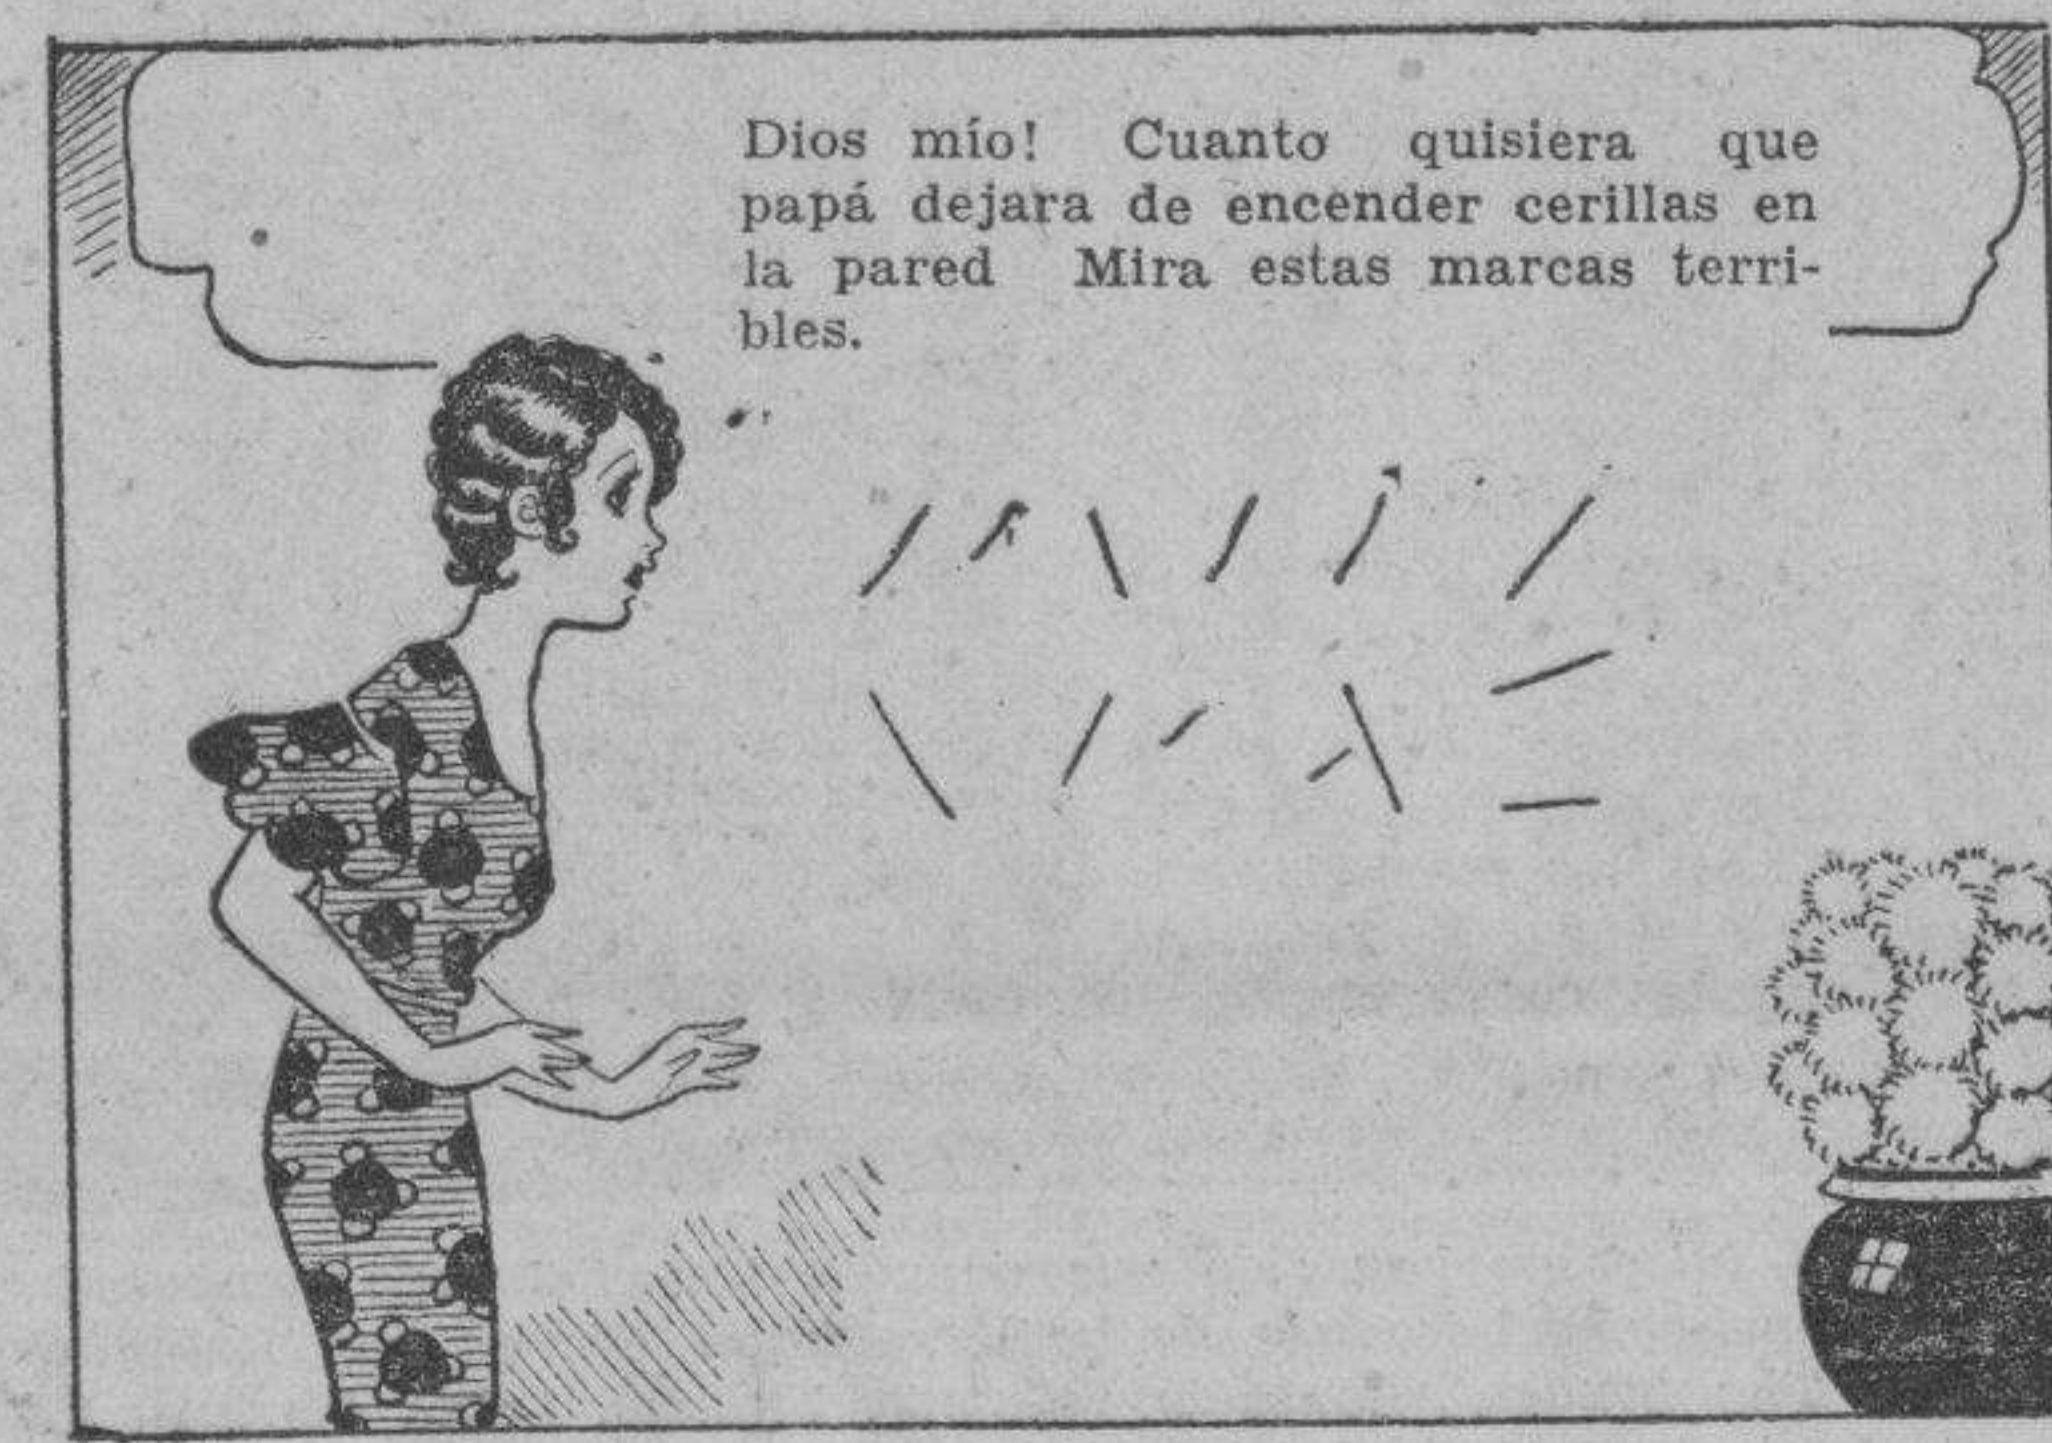 Dios mío! Cuanto quisiera que
papá dejara de encender cerillas en
la pared Mira estas marcas terri-
bles.